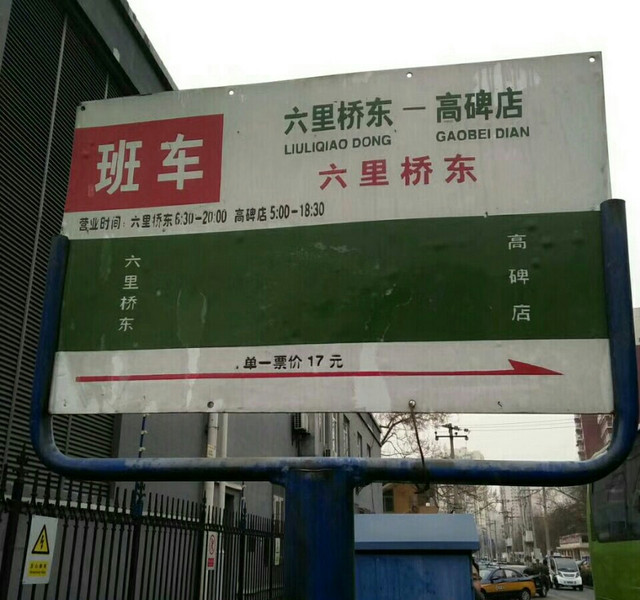 班车
六里桥东 — 高碑店
LIULIQIAO DONG GAOBEI DIAN
六里桥东
营业时间：六里桥东6:30-20:00 高碑店5:00-18:30
六里桥东
高碑店
单一票价 17 元